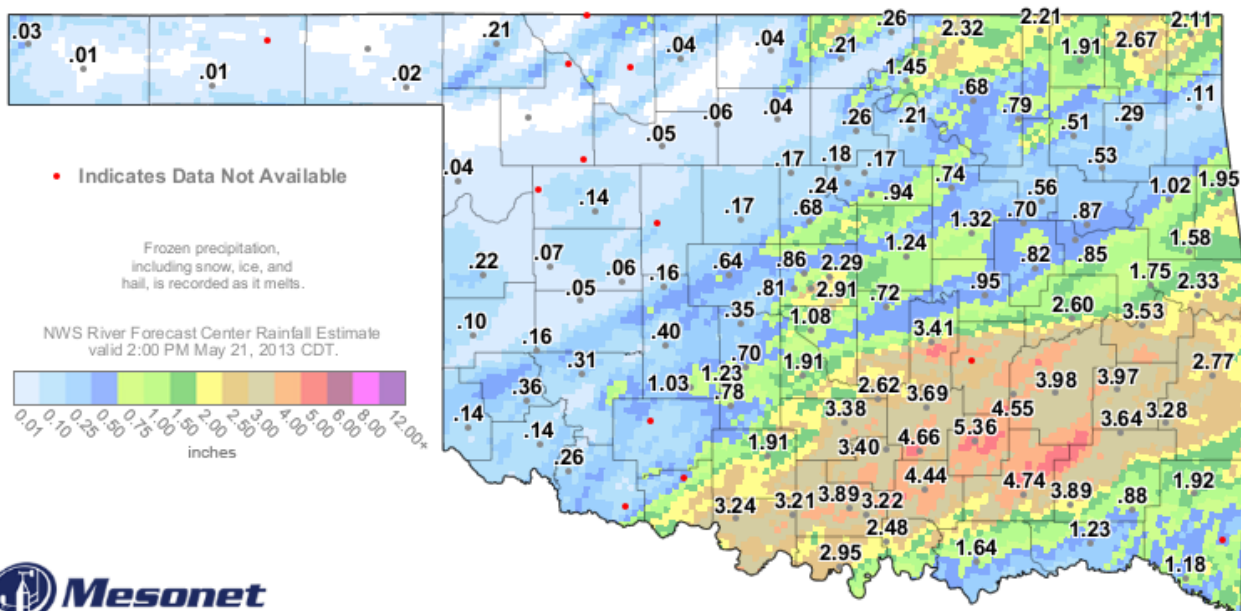 .03 .01 .01 .02 .21 .04 .04 .21 .26 2.32 2.21 1.91 2.67 2.11
1.45 .68 .79 .51 .29 .11
.05 .06 .04 .26 .21 .53
.04 .14 .17 .17 .18 .24 .17 .68 .94 .74 .56 .70 .87 1.02 1.95
Indicates Data Not Available
Frozen precipitation,
including snow, ice, and
hail, is recorded as it melts.
.22 .07 .05 .06 .16 .64 .86 .81 2.29 2.91 1.24 1.32 .72 .95 .82 .85 1.58 1.75 2.33
NWS River Forecast Center Rainfall Estimate
valid 2:00 PM May 21, 2013 CDT.
.10 .16 .31 .40 .35 1.08 3.41 2.60 3.53
.36 1.03 .70 1.23 .78 1.91 2.62 3.69 3.98 3.97 2.77
0.01 0.10 0.25 0.50 0.75 1.00 1.50 2.00 2.50 3.00 4.00 5.00 6.00 8.00 12.00+
inches
.14 .14 .26 1.91 3.38 3.40 4.66 5.36 4.55 3.64 3.28
3.24 3.21 3.89 3.22 4.44 4.74 3.89 .88 1.92
2.95 2.48 1.64 1.23 1.18
Mesonet